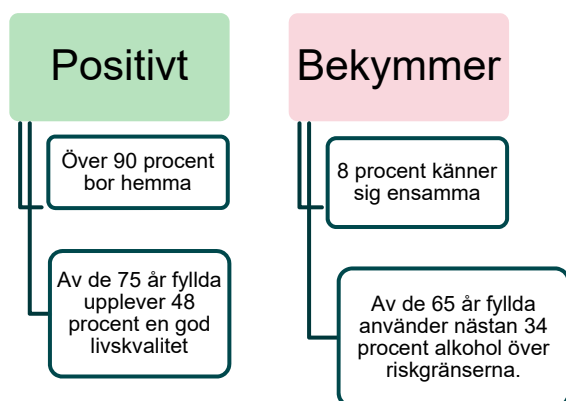 Positivt
Över 90 procent
bor hemma
Av de 75 år fyllda
upplever 48
procent en god
livskvalitet
Bekymmer
8 procent känner
sig ensamma
Av de 65 år fyllda
använder nästan 34
procent alkohol över
riskgränserna.